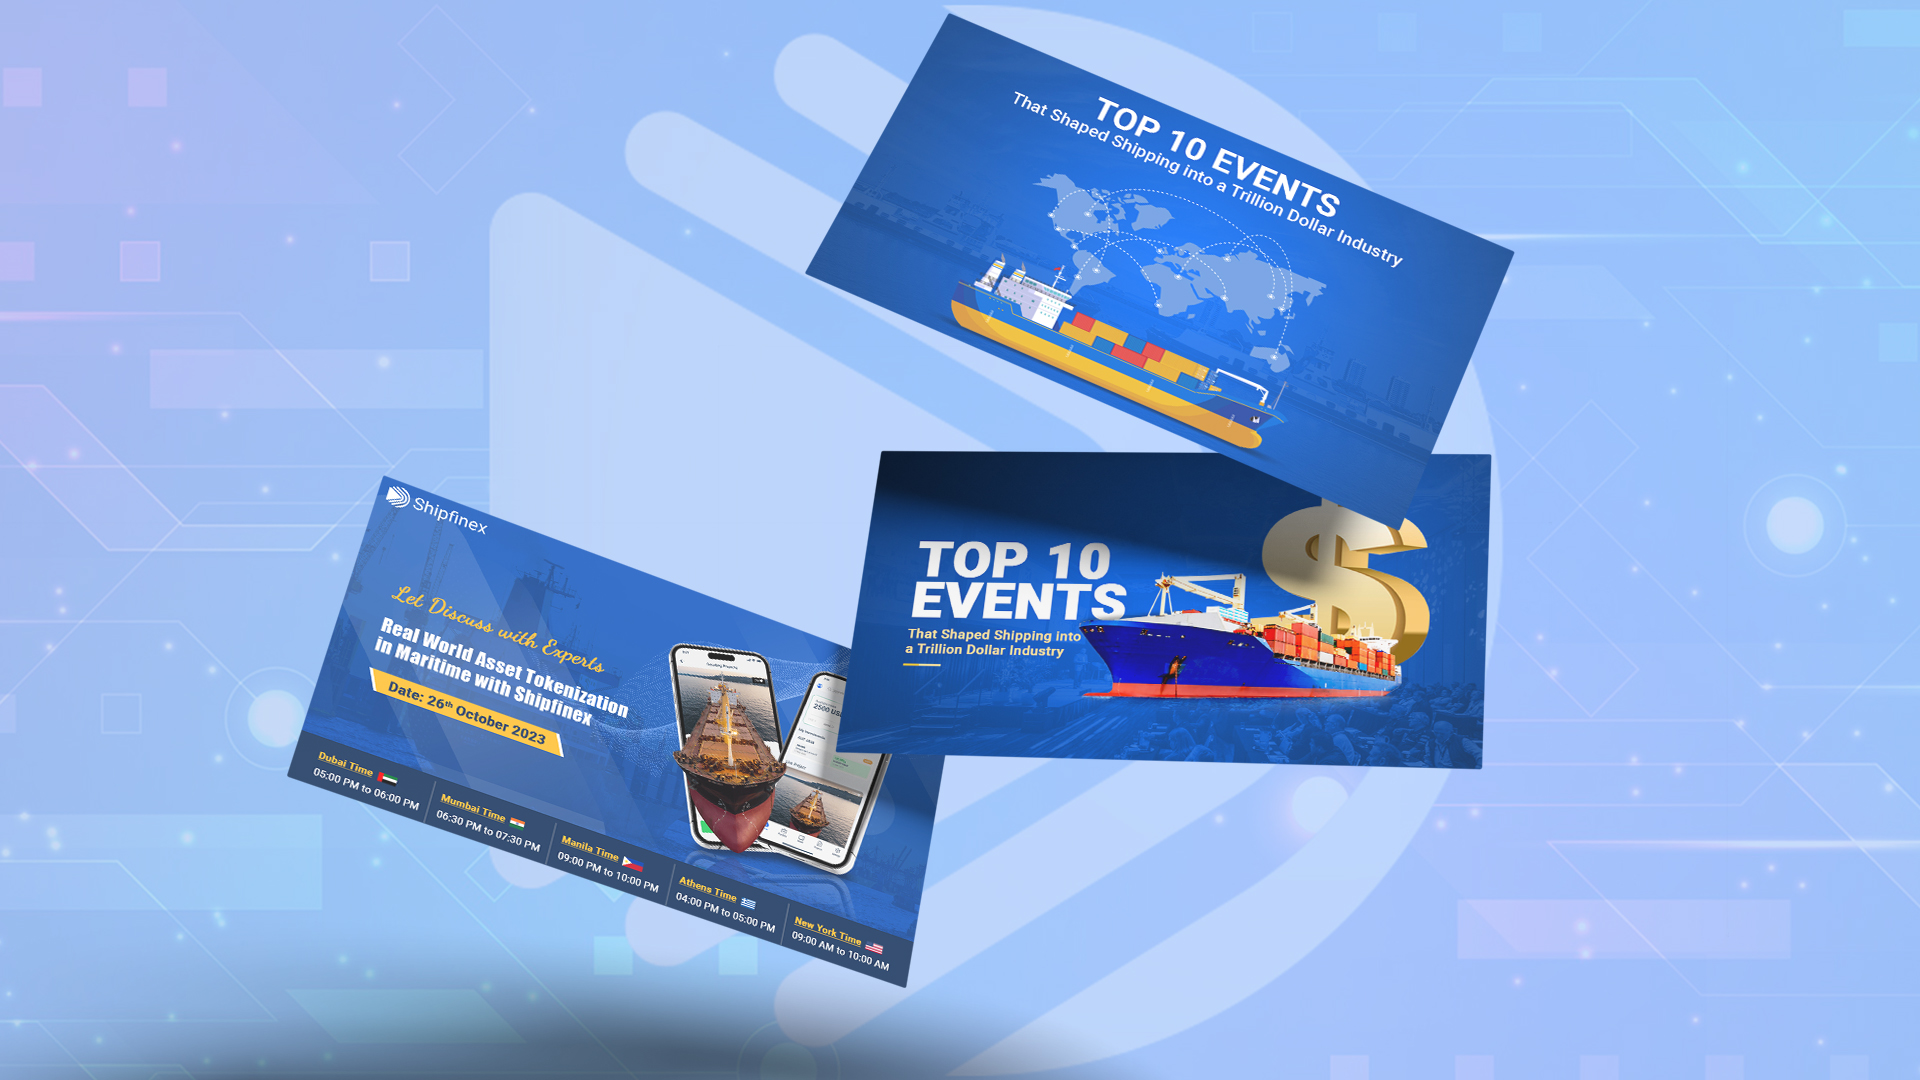 TOP 10 EVENTS
That Shaped Shipping into a Trillion Dollar Industry
TOP 10
EVENTS
That Shaped Shipping into
a Trillion Dollar Industry
Shipfinex
Let Discuss with Experts
Real World Asset Tokenization
in Maritime with Shipfinex
Date: 26th October 2023
Dubai Time
05:00 PM to 06:00 PM
Mumbai Time
06:30 PM to 07:30 PM
Manila Time
09:00 PM to 10:00 PM
Athens Time
04:00 PM to 05:00 PM
New York Time
09:00 AM to 10:00 AM